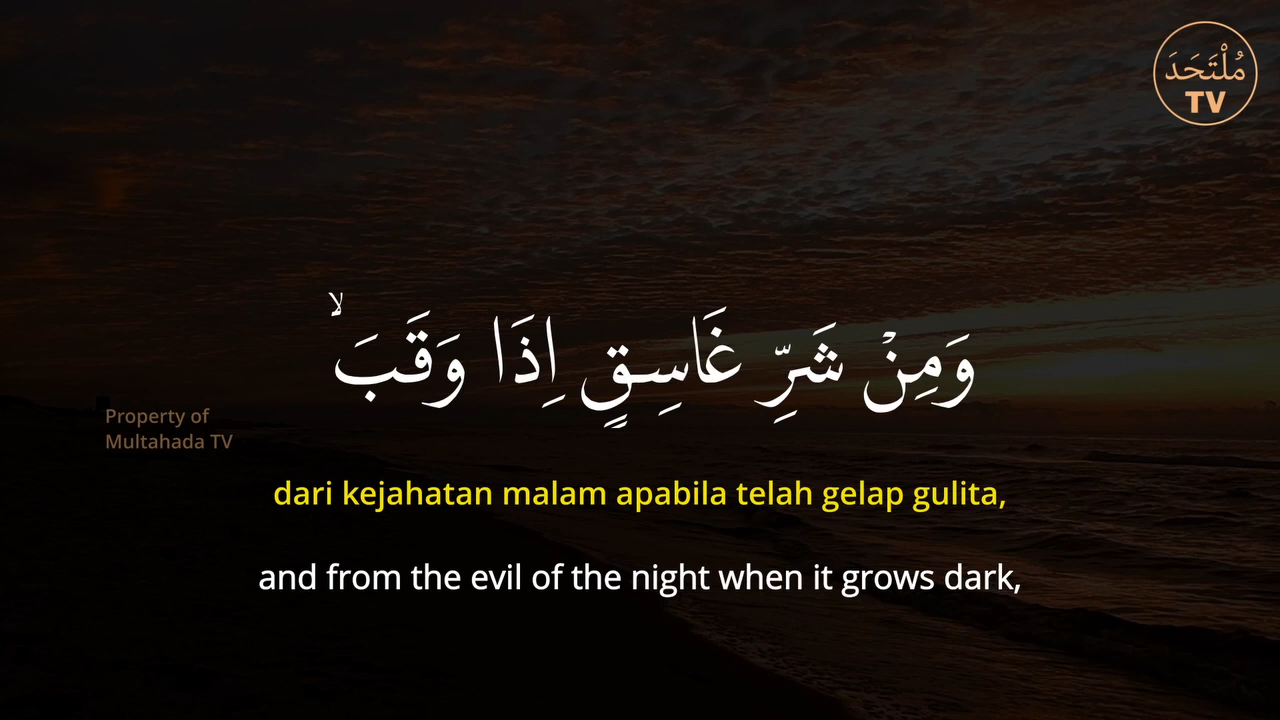 مُلْتَحَدَ
TV
وَمِنْ شَرِّ غَاسِقٍ اِذَا وَقَبَۙ
Property of
Multahada TV
dari kejahatan malam apabila telah gelap gulita,
and from the evil of the night when it grows dark,